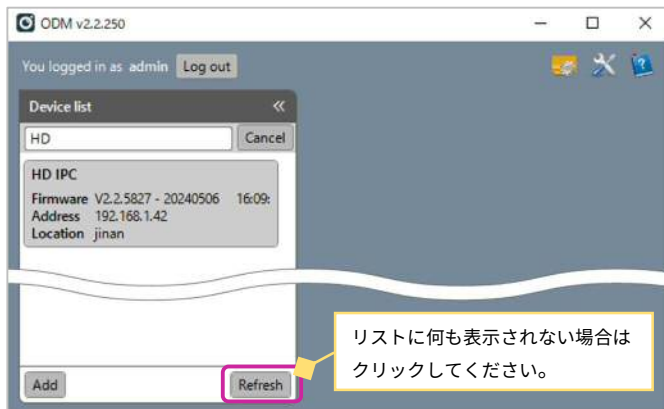 ODM v2.2.250
You logged in as admin Log out
Device list
HD Cancel
HD IPC
Firmware V2.2.5827 - 20240506 16:09:
Address 192.168.1.42
Location jinan
リストに何も表示されない場合は
クリックしてください。
Add Refresh